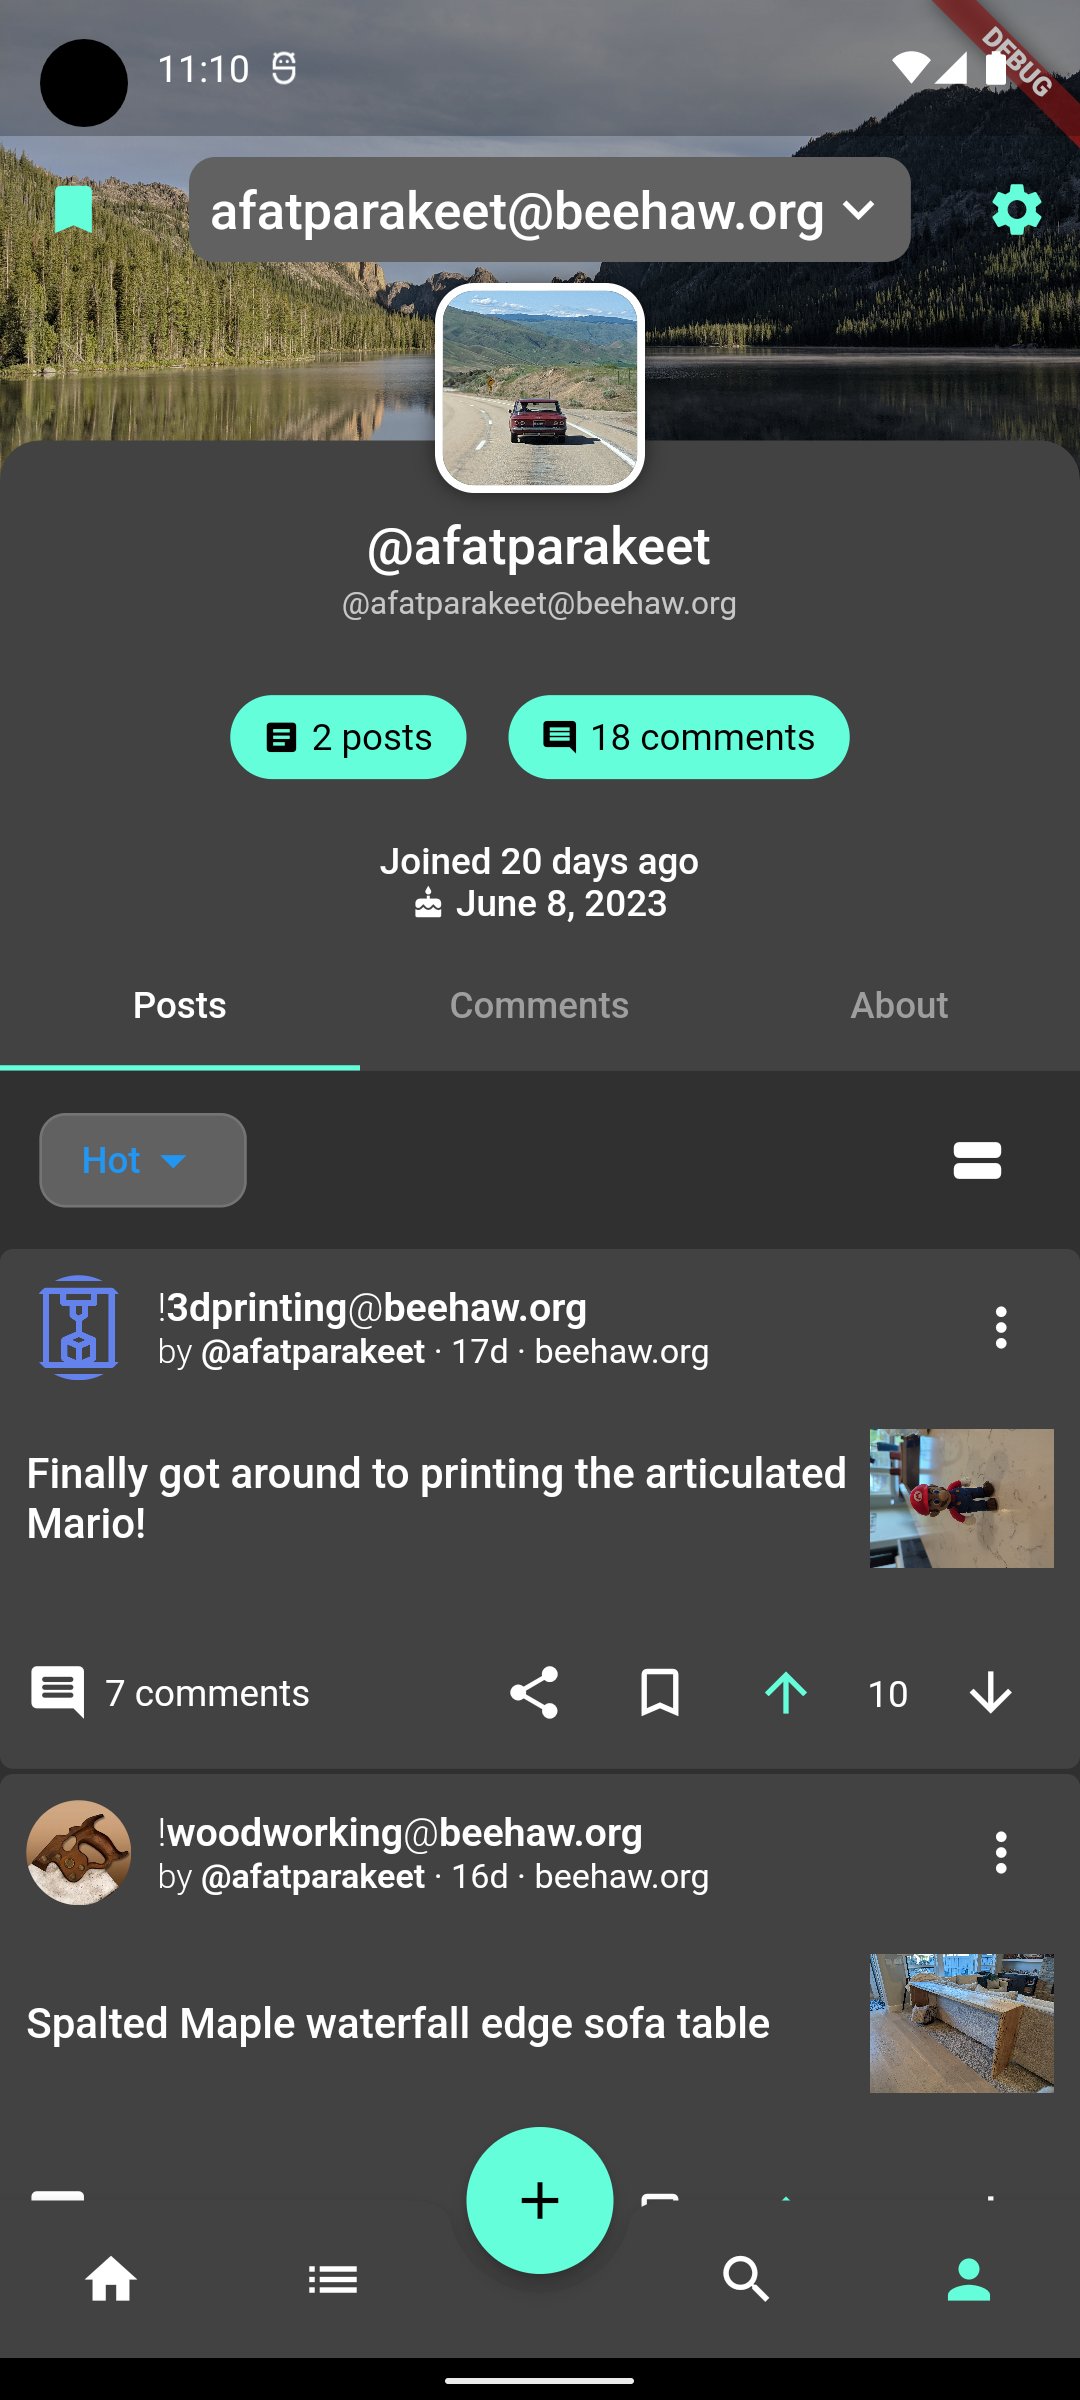 11:10
DEBUG
afatparakeet@beehaw.org
@afatparakeet
@afatparakeet@beehaw.org
2 posts
18 comments
Joined 20 days ago
June 8, 2023
Posts
Comments
About
Hot
!3dprinting@beehaw.org
by @afatparakeet · 17d · beehaw.org
Finally got around to printing the articulated
Mario!
7 comments
10
!woodworking@beehaw.org
by @afatparakeet · 16d · beehaw.org
Spalted Maple waterfall edge sofa table